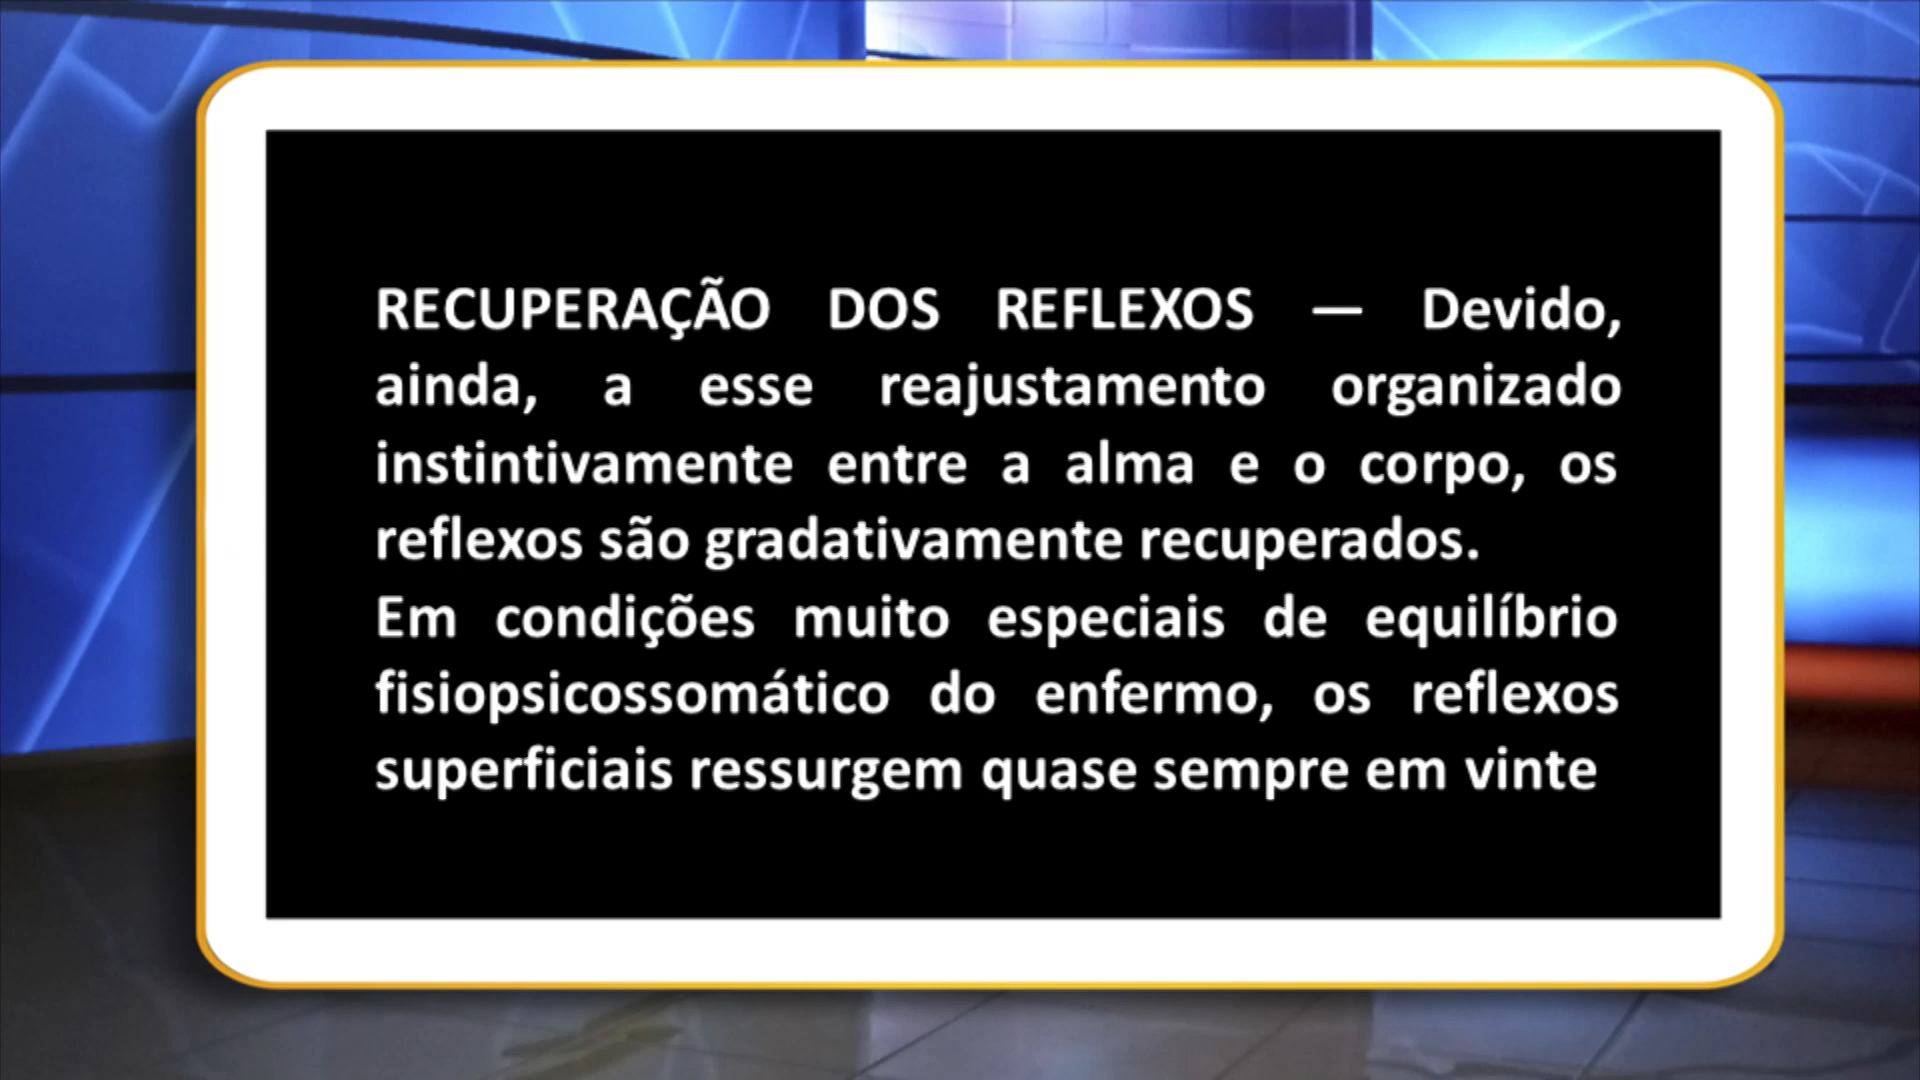 RECUPERAÇÃO DOS REFLEXOS — Devido,
ainda, a esse reajustamento organizado
instintivamente entre a alma e o corpo, os
reflexos são gradativamente recuperados.
Em condições muito especiais de equilíbrio
fisiopsicossomático do enfermo, os reflexos
superficiais ressurgem quase sempre em vinte